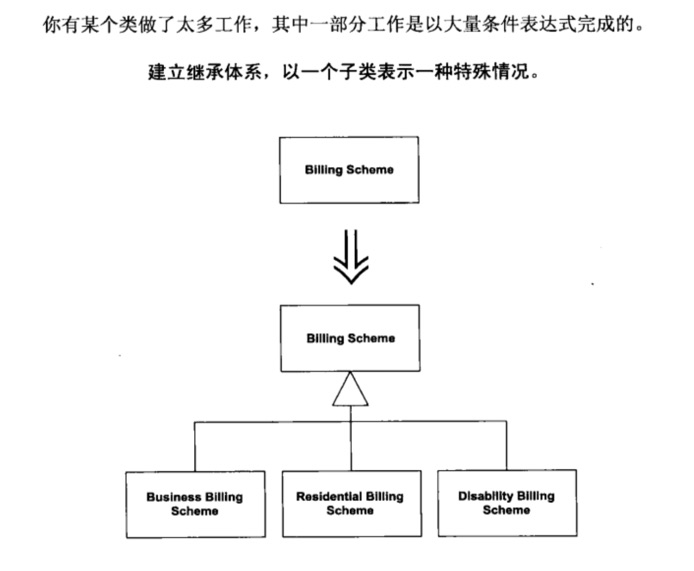 你有某个类做了太多工作，其中一部分工作是以大量条件表达式完成的。
建立继承体系，以一个子类表示一种特殊情况。
Billing Scheme
Billing Scheme
Business Billing
Scheme
Residential Billing
Scheme
Disability Billing
Scheme